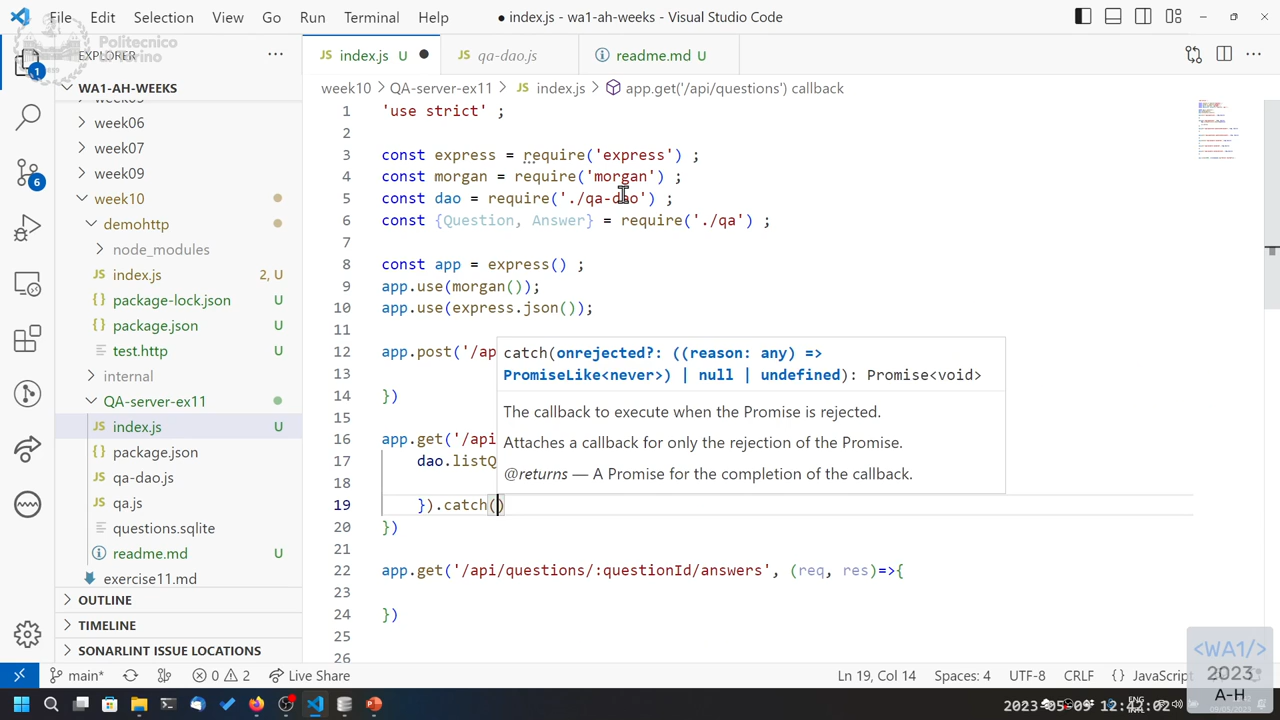 File Edit Selection View Go Run Terminal Help
● index.js - wa1-ah-weeks - Visual Studio Code
Politecnico
di Torino
EXPLORER
index.js U
qa-dao.js
readme.md U
WA1-AH-WEEKS
week06
week07
week09
week10
demohttp
node_modules
index.js 2, U
package-lock.json U
package.json U
test.http U
internal
QA-server-ex11
index.js U
package.json
qa-dao.js
qa.js
questions.sqlite
readme.md U
exercise11.md
OUTLINE
TIMELINE
SONARLINT ISSUE LOCATIONS
1
6
week10 > QA-server-ex11 > index.js > app.get('/api/questions') callback
1 'use strict' ;
2
3 const express = require('express') ;
4 const morgan = require('morgan') ;
5 const dao = require('./qa-dao') ;
6 const {Question, Answer} = require('./qa') ;
7
8 const app = express() ;
9 app.use(morgan());
10 app.use(express.json());
11
12 app.post('/ap
13
14 })
15
16 app.get('/api
17 dao.listQ
18
19 }).catch()
20 })
21
22 app.get('/api/questions/:questionId/answers', (req, res)=>{
23
24 })
25
26
catch(onrejected?: ((reason: any) =>
PromiseLike<never>) | null | undefined): Promise<void>
The callback to execute when the Promise is rejected.
Attaches a callback for only the rejection of the Promise.
@returns — A Promise for the completion of the callback.
main*
0 2
Live Share
Ln 19, Col 14
Spaces: 4
UTF-8
CRLF
{} JavaScript
<WA1/>
2023
A-H
ENG